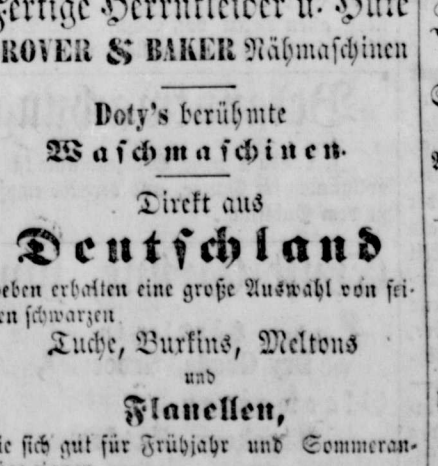 fertige Herrnkleider u. Hüte
ROVER & BAKER Nähmaschinen
Doty's berühmte
Waschmaschinen.
Direkt aus
Deutschland
eben erhalten eine große Auswahl von fei-
en schwarzen
Tuche, Burkins, Meltons
und
Flanellen,
ie sich gut für Frühjahr und Sommeran-